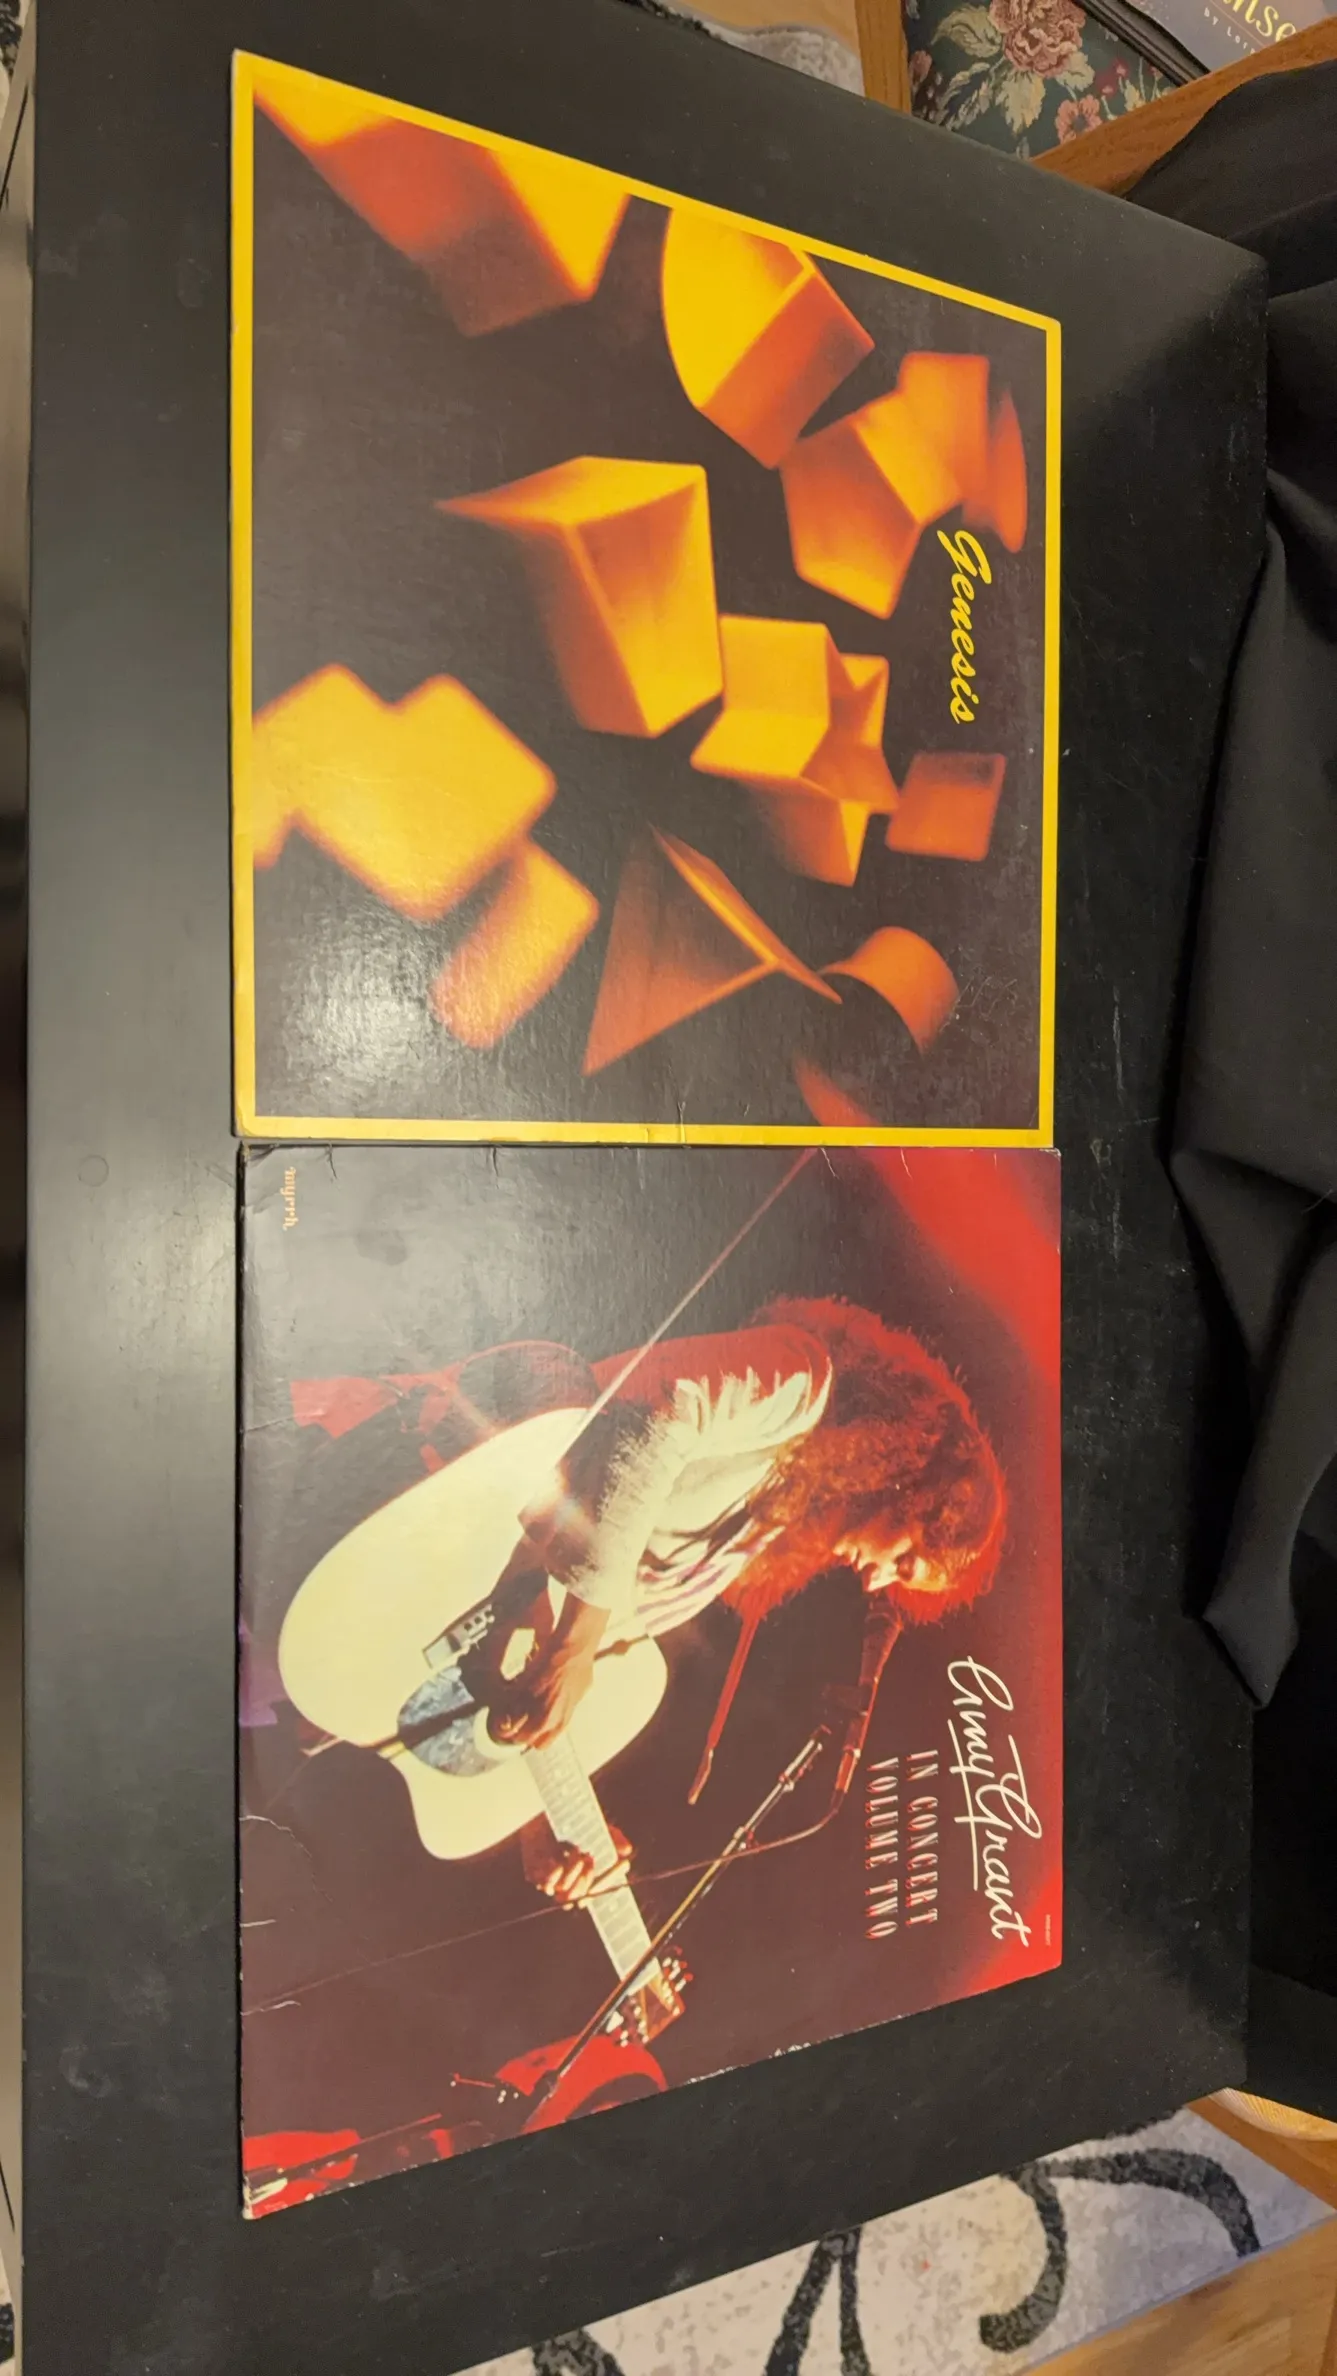 Genesis
Amy Grant
IN CONCERT
VOLUME TWO
myrrh